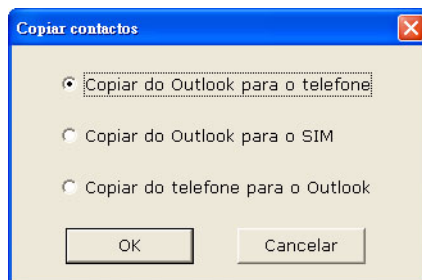 Copiar contactos
Copiar do Outlook para o telefone
Copiar do Outlook para o SIM
Copiar do telefone para o Outlook
OK
Cancelar